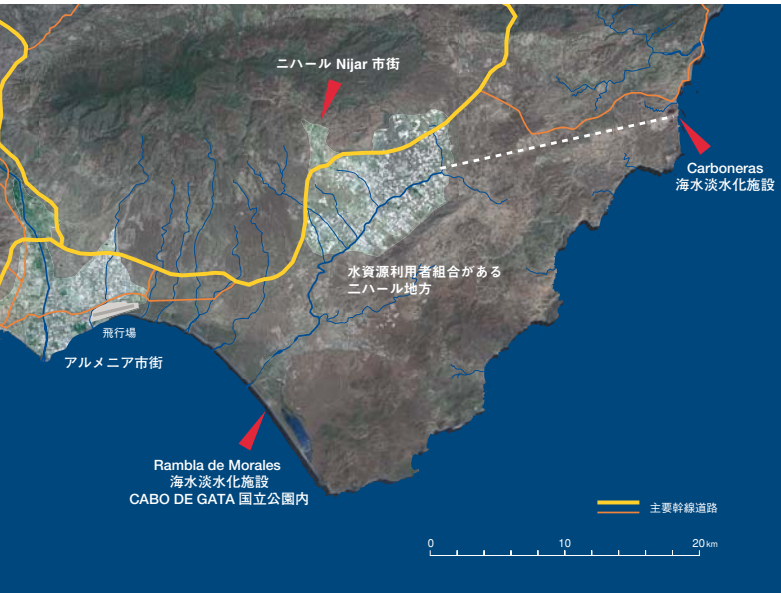 ニハール Nijar 市街
Carboneras
海水淡水化施設
水資源利用者組合がある
ニハール地方
飛行場
アルメニア市街
Rambla de Morales
海水淡水化施設
CABO DE GATA 国立公園内
主要幹線道路
0 10 20km